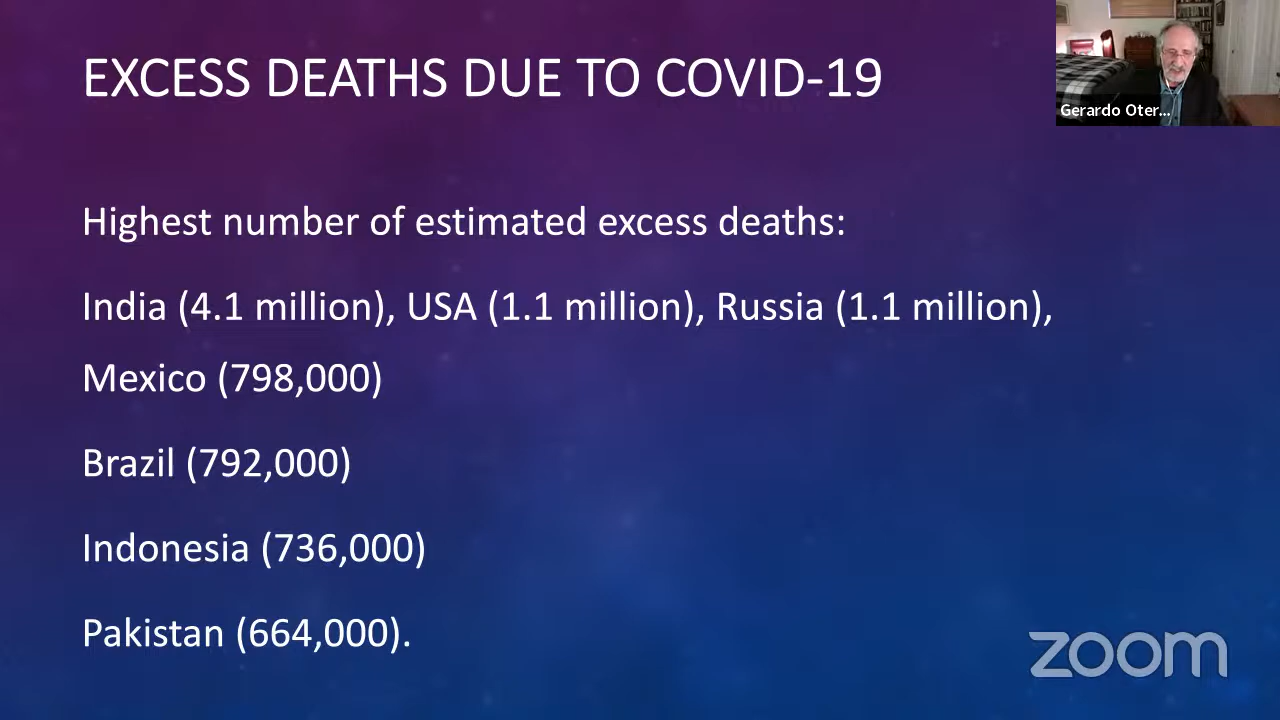 EXCESS DEATHS DUE TO COVID-19
Gerardo Oter...
Highest number of estimated excess deaths:
India (4.1 million), USA (1.1 million), Russia (1.1 million),
Mexico (798,000)
Brazil (792,000)
Indonesia (736,000)
Pakistan (664,000).
zoom